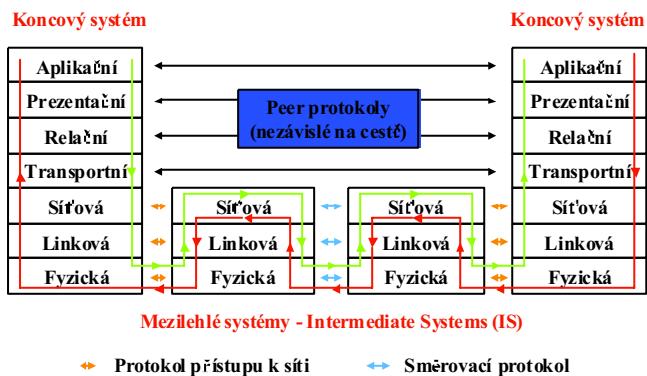 Koncový systém
Koncový systém
Aplikační
Prezentační
Relační
Transportní
Síťová
Linková
Fyzická
Peer protokoly
(nezávislé na cestě)
Síťová
Linková
Fyzická
Síťová
Linková
Fyzická
Aplikační
Prezentační
Relační
Transportní
Síťová
Linková
Fyzická
Mezilehlé systémy - Intermediate Systems (IS)
Protokol přístupu k síti
Směrovací protokol